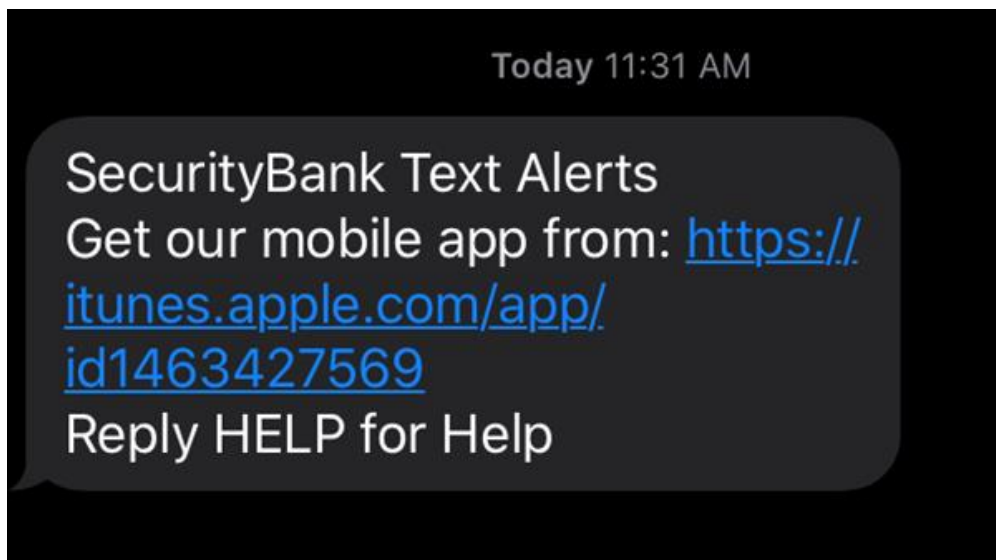 Today 11:31 AM
SecurityBank Text Alerts
Get our mobile app from: https://
itunes.apple.com/app/
id1463427569
Reply HELP for Help